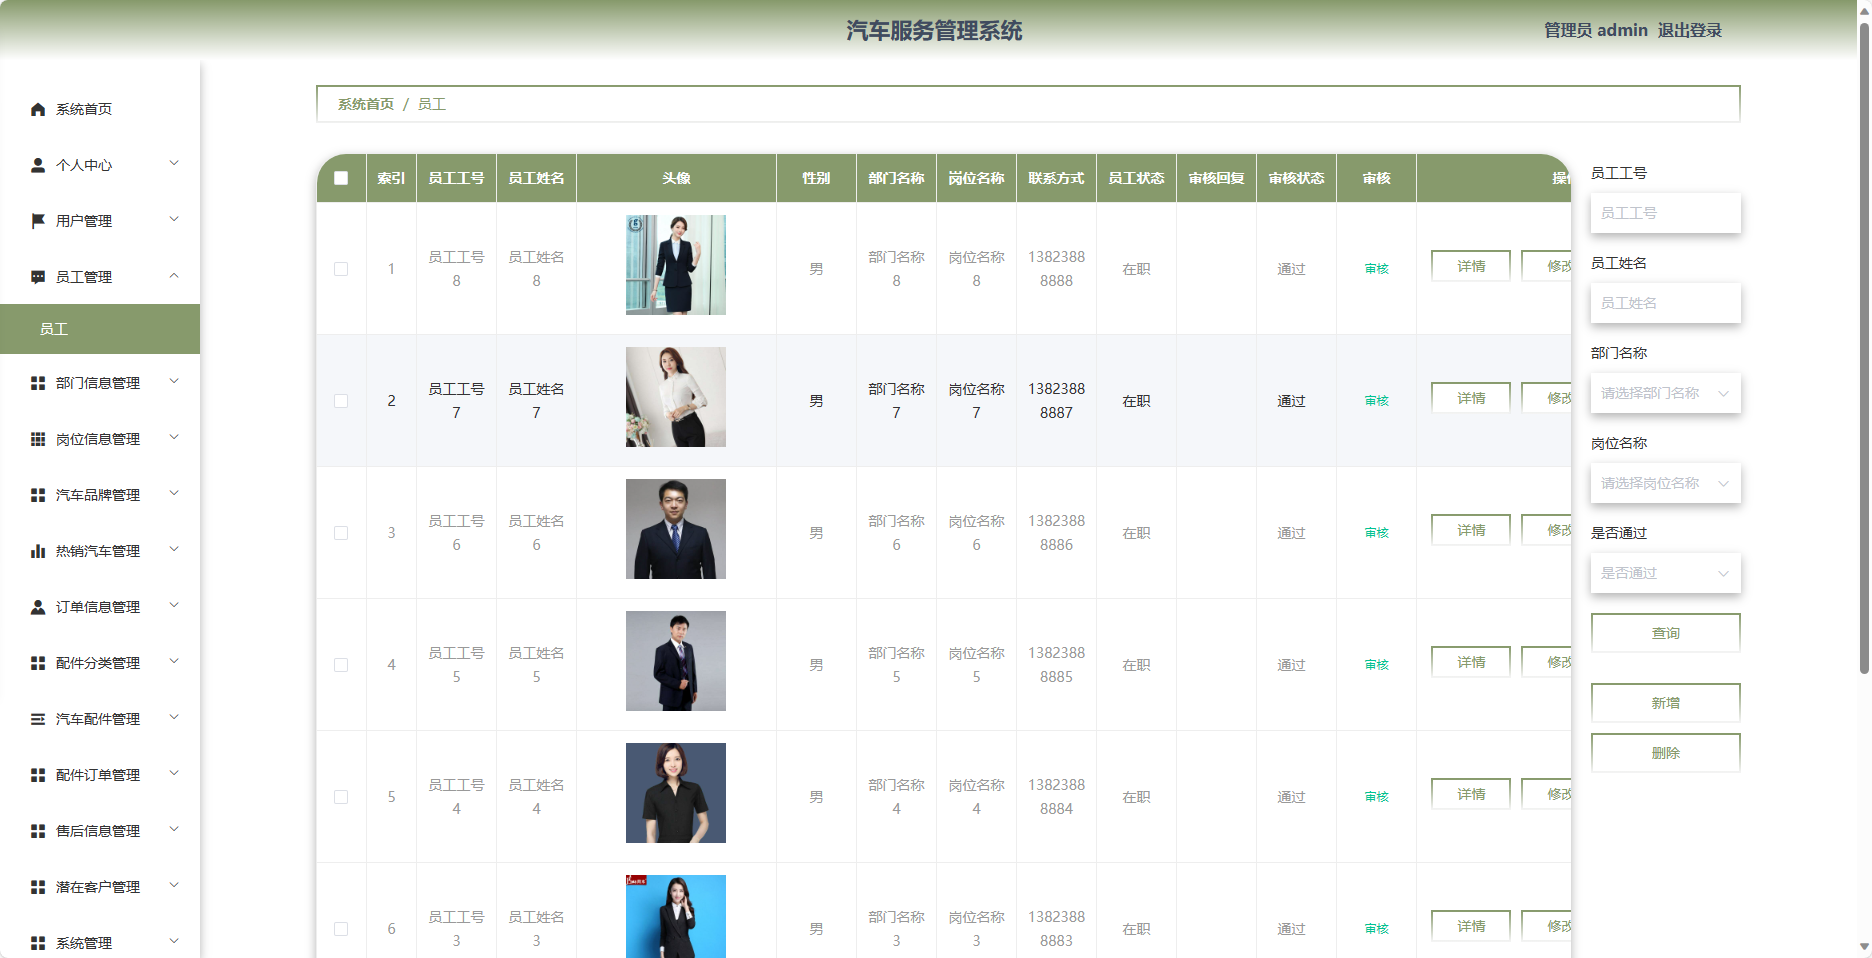 汽车服务管理系统
管理员 admin 退出登录
系统首页
个人中心
用户管理
员工管理
员工
部门信息管理
岗位信息管理
汽车品牌管理
热销汽车管理
订单信息管理
配件分类管理
汽车配件管理
配件订单管理
售后信息管理
潜在客户管理
系统管理
系统首页 / 员工
索引 员工工号 员工姓名 头像 性别 部门名称 岗位名称 联系方式 员工状态 审核回复 审核状态 审核 操作
1 员工工号8 员工姓名8 男 部门名称8 岗位名称8 13823888888 在职 通过 审核 详情 修改
2 员工工号7 员工姓名7 男 部门名称7 岗位名称7 13823888887 在职 通过 审核 详情 修改
3 员工工号6 员工姓名6 男 部门名称6 岗位名称6 13823888886 在职 通过 审核 详情 修改
4 员工工号5 员工姓名5 男 部门名称5 岗位名称5 13823888885 在职 通过 审核 详情 修改
5 员工工号4 员工姓名4 男 部门名称4 岗位名称4 13823888884 在职 通过 审核 详情 修改
6 员工工号3 员工姓名3 男 部门名称3 岗位名称3 13823888883 在职 通过 审核 详情 修改
员工工号
员工工号
员工姓名
员工姓名
部门名称
请选择部门名称
岗位名称
请选择岗位名称
是否通过
是否通过
查询
新增
删除